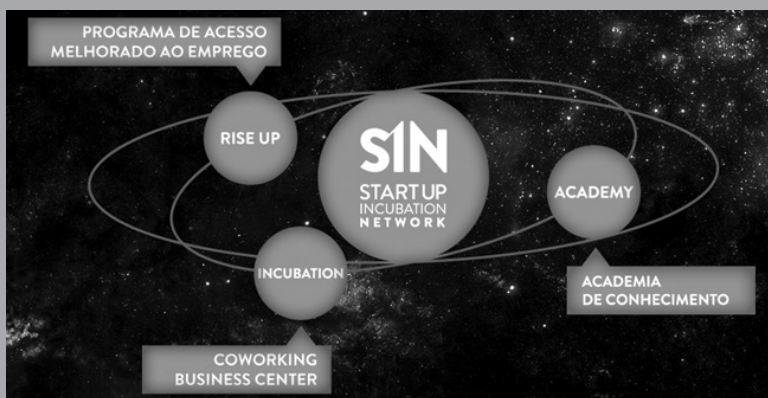 PROGRAMA DE ACESSO
MELHORADO AO EMPREGO
RISE UP
S1N
START UP
INCUBATION
NETWORK
ACADEMY
INCUBATION
ACADEMIA
DE CONHECIMENTO
COWORKING
BUSINESS CENTER